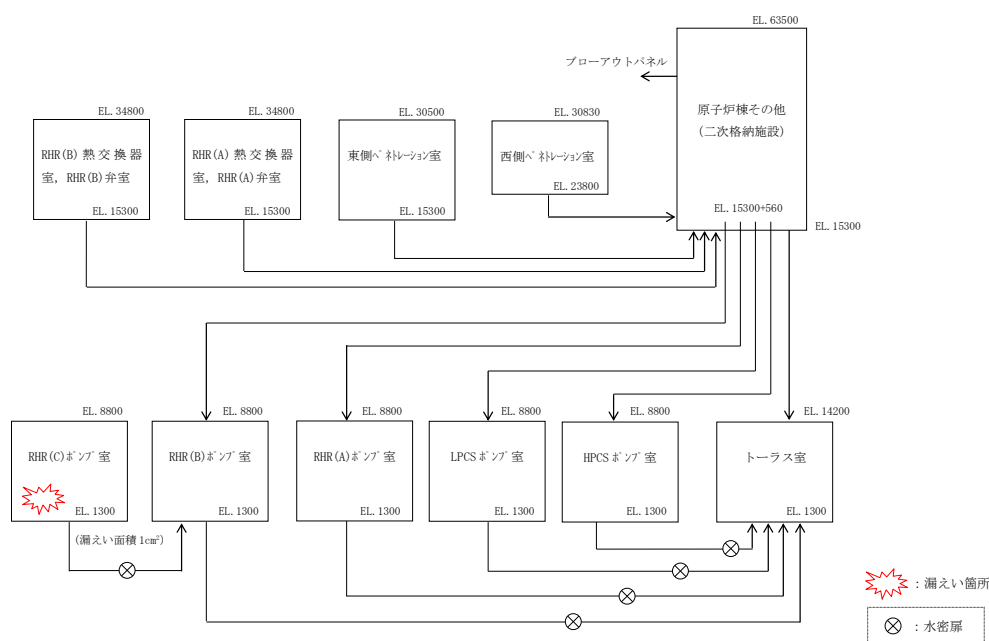 EL. 63500
ブローアウトパネル
原子炉棟その他
(二次格納施設)
EL. 15300+560
EL. 15300
EL. 34800
RHR(B) 熱交換器
室, RHR(B)弁室
EL. 15300
EL. 34800
RHR(A) 熱交換器
室, RHR(A)弁室
EL. 15300
EL. 30500
東側ペネトレーション室
EL. 15300
EL. 30830
西側ペネトレーション室
EL. 23800
EL. 8800
RHR(C)ポンプ室
EL. 1300
(漏えい面積 1cm²)
EL. 8800
RHR(B)ポンプ室
EL. 1300
EL. 8800
RHR(A)ポンプ室
EL. 1300
EL. 8800
LPCSポンプ室
EL. 1300
EL. 8800
HPCSポンプ室
EL. 1300
EL. 14200
トーラス室
EL. 1300
：漏えい箇所
：水密扉